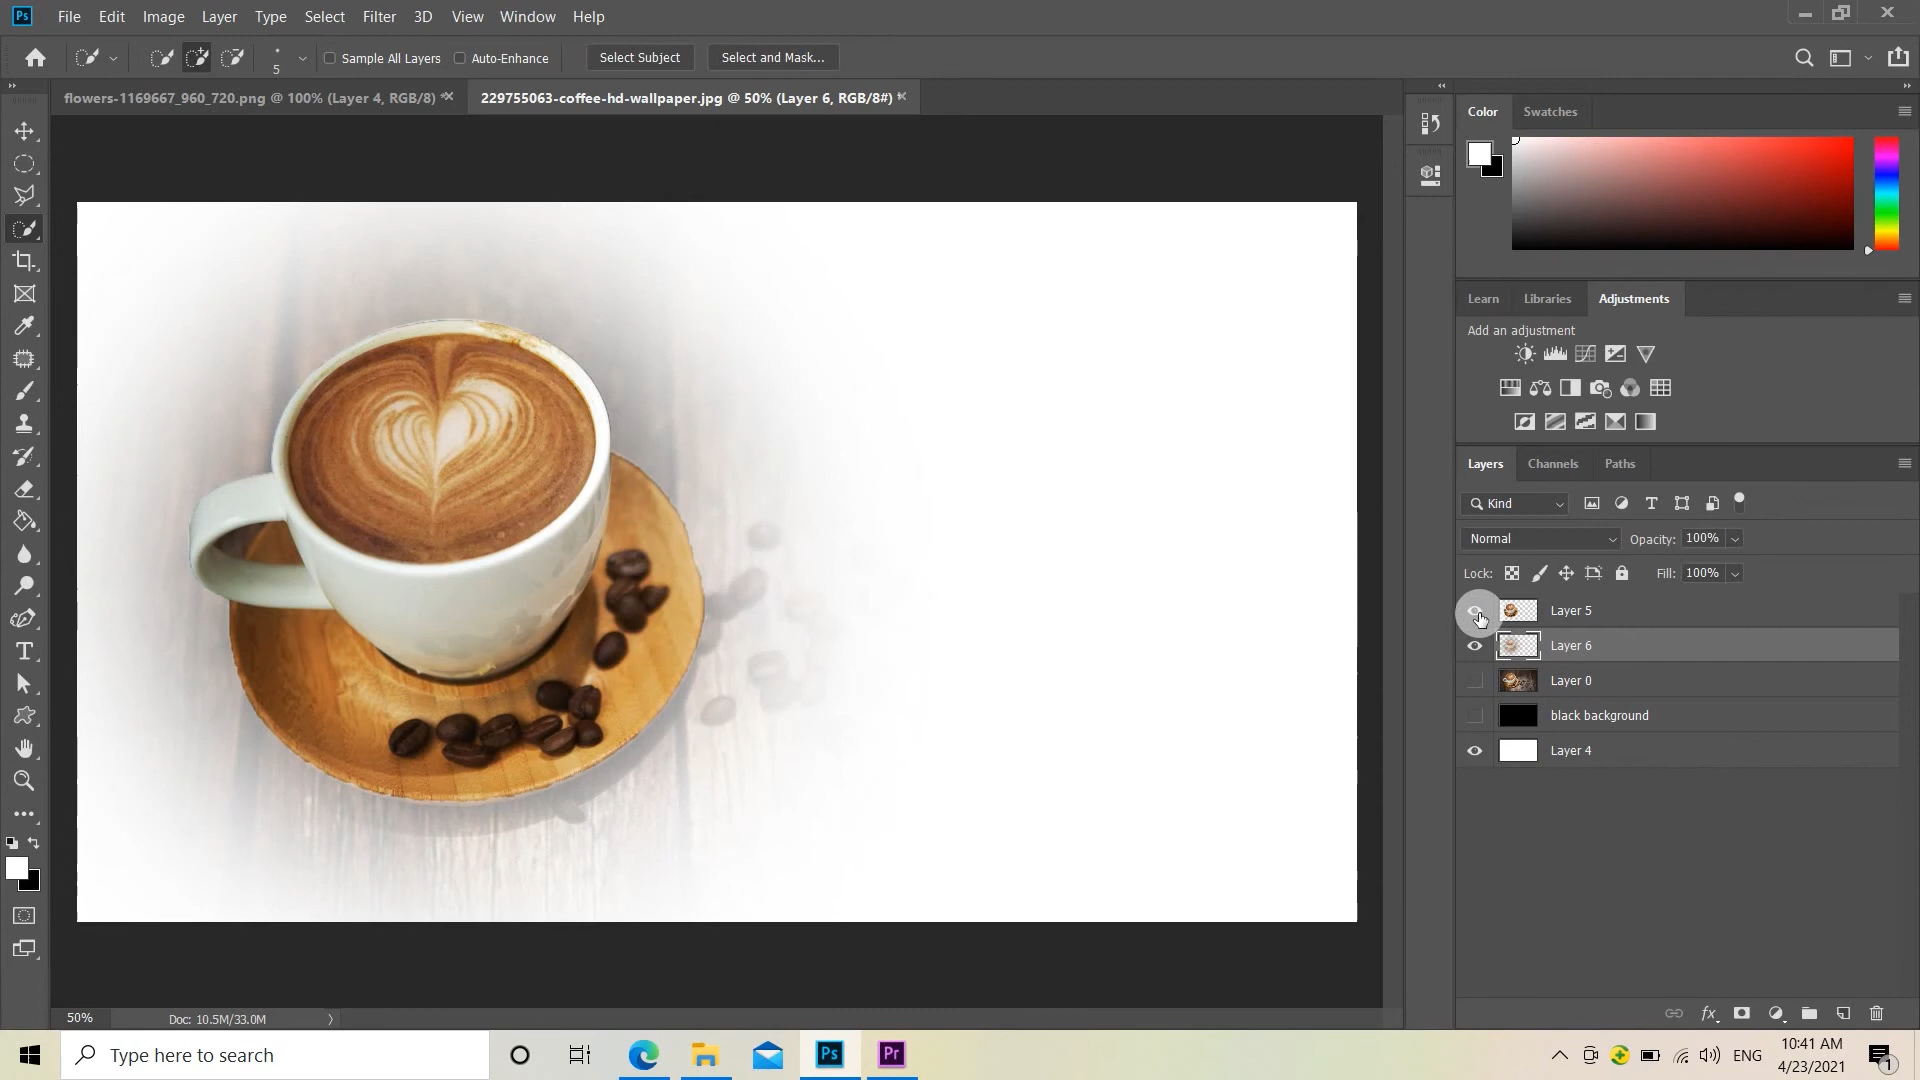 Ps File Edit Image Layer Type Select Filter 3D View Window Help
5 Sample All Layers Auto-Enhance Select Subject Select and Mask...
flowers-1169667_960_720.png @ 100% (Layer 4, RGB/8) * 229755063-coffee-hd-wallpaper.jpg @ 50% (Layer 6, RGB/8#) *
Color Swatches
Learn Libraries Adjustments
Add an adjustment
Layers Channels Paths
Kind
Normal Opacity: 100%
Lock: Fill: 100%
Layer 5
Layer 6
Layer 0
black background
Layer 4
50% Doc: 10.5M/33.0M
Type here to search Ps Pr ENG 10:41 AM
4/23/2021 1